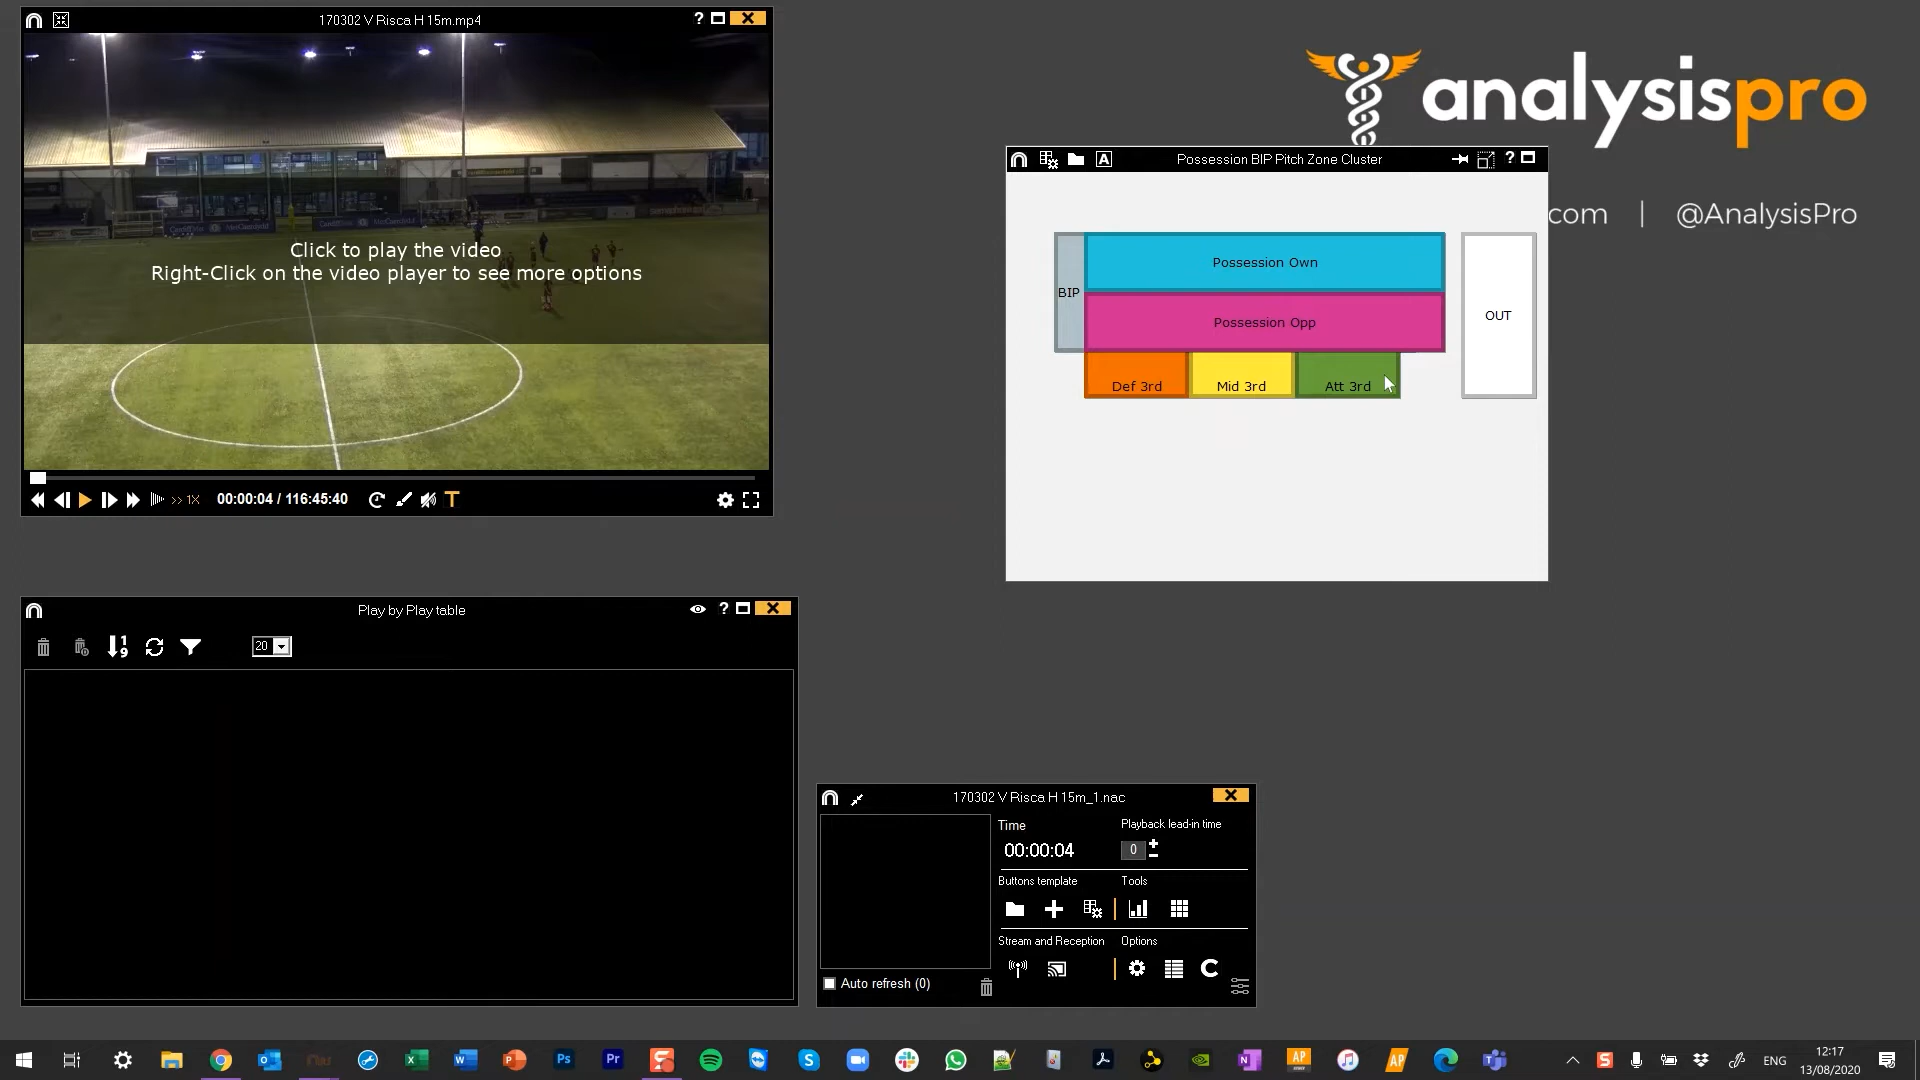 170302 V Risca H 15m.mp4
?
Click to play the video
Right-Click on the video player to see more options
>> 1X
00:00:04 / 116:45:40
T
analysispro
com | @AnalysisPro
A
Possession BIP Pitch Zone Cluster
?
BIP
Possession Own
Possession Opp
OUT
Def 3rd
Mid 3rd
Att 3rd
Play by Play table
?
20
170302 V Risca H 15m_1.nac
Time
Playback lead-in time
00:00:04
0
Buttons template
Tools
Stream and Reception
Options
C
Auto refresh (0)
ENG
12:17
13/08/2020